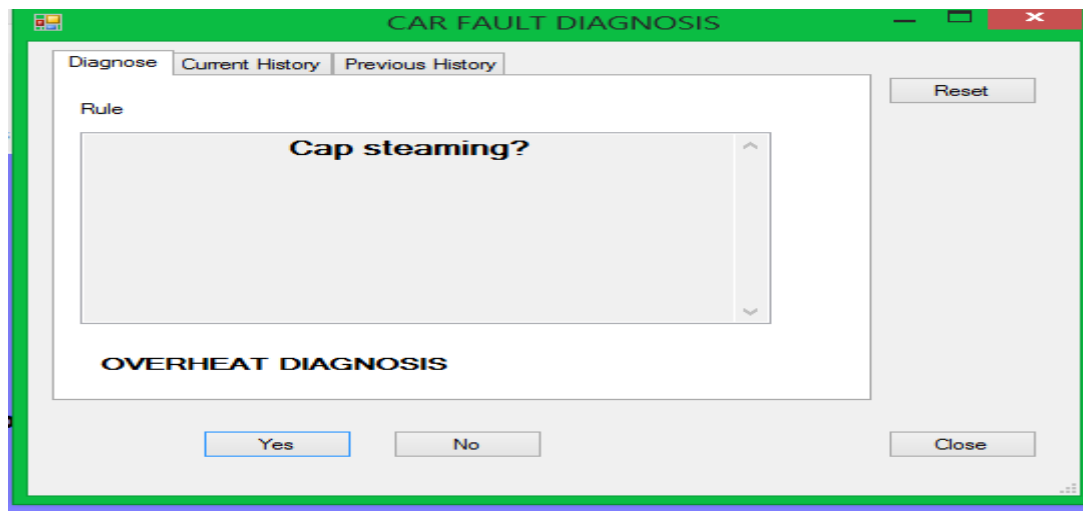 CAR FAULT DIAGNOSIS
Diagnose Current History Previous History
Reset
Rule
Cap steaming?
OVERHEAT DIAGNOSIS
Yes No Close